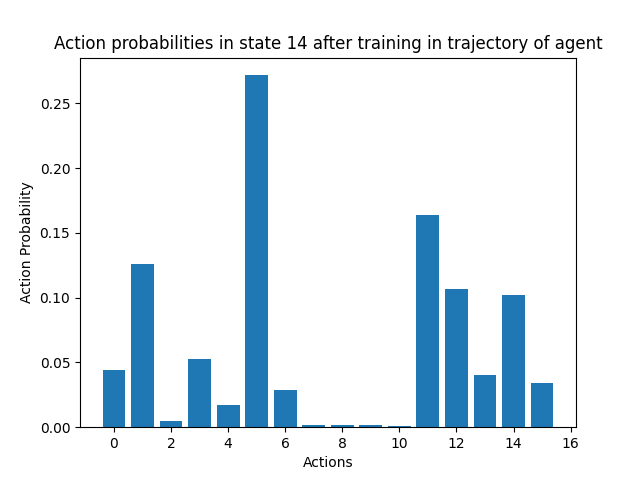 Action probabilities in state 14 after training in trajectory of agent
0.25
0.20
0.15
0.10
0.05
0.00
Action Probability
0 2 4 6 8 10 12 14 16
Actions